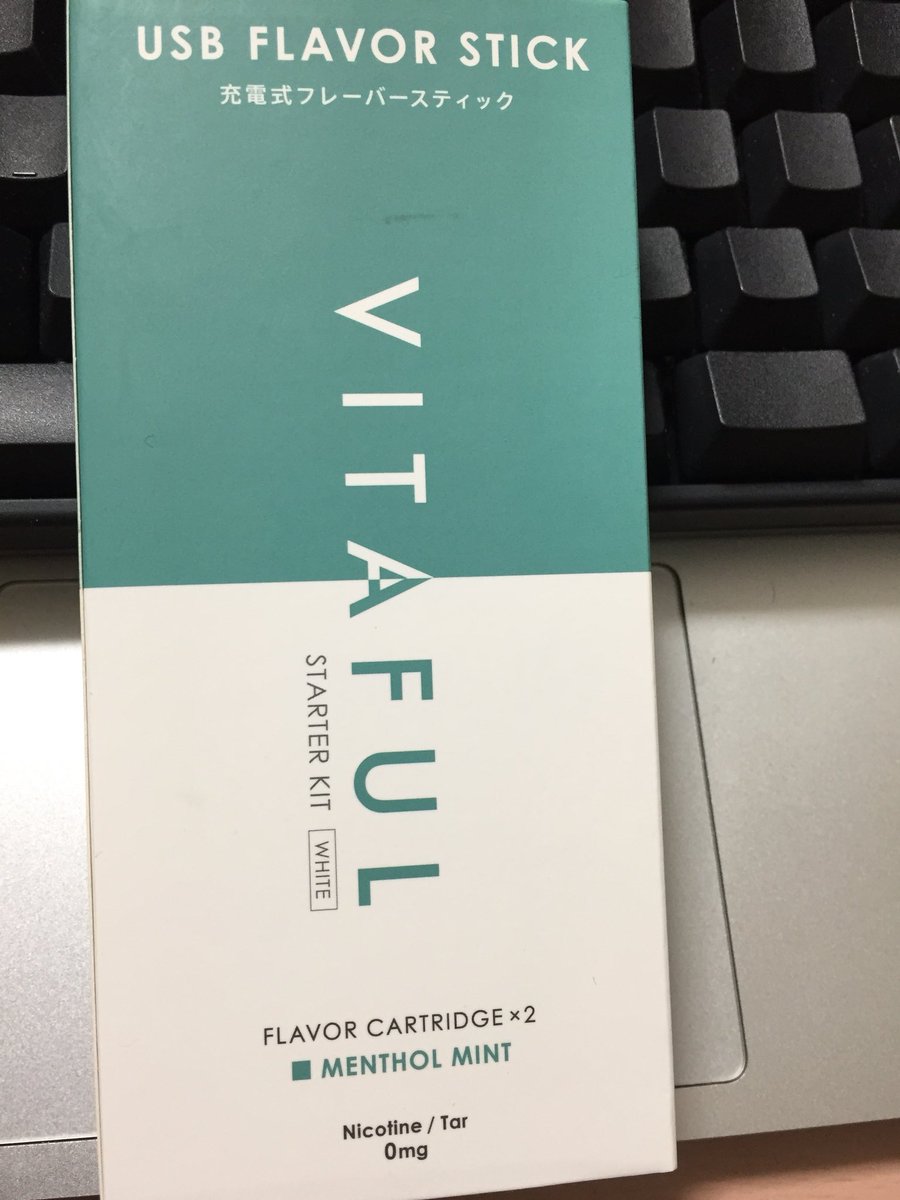 USB FLAVOR STICK
充電式フレーバースティック
VITAFUL
STARTER KIT WHITE
FLAVOR CARTRIDGE×2
■ MENTHOL MINT
Nicotine / Tar
0mg